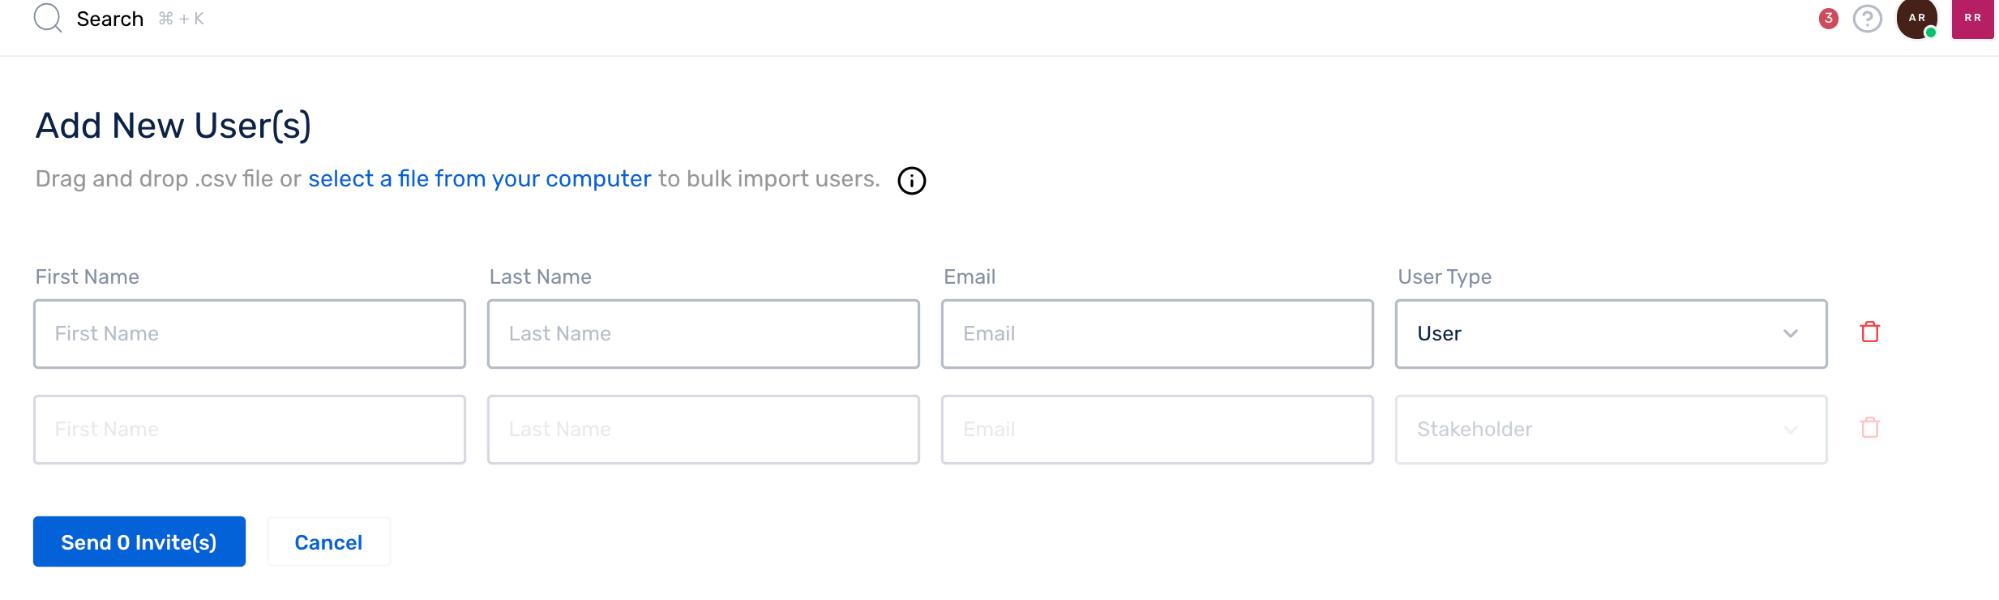 Search ⌘ + K
3
?
AR
RR
Add New User(s)
Drag and drop .csv file or select a file from your computer to bulk import users.
First Name Last Name Email User Type
First Name Last Name Email User
First Name Last Name Email Stakeholder
Send 0 Invite(s) Cancel